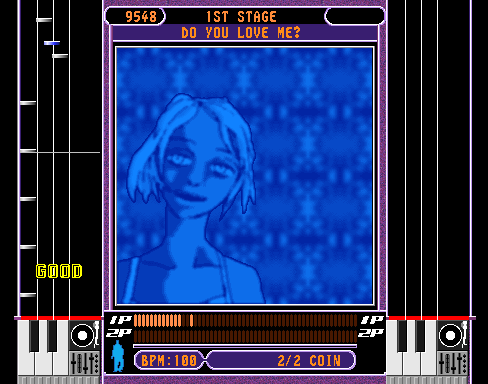 9548 1ST STAGE
DO YOU LOVE ME?
GOOD
1P 1P
2P 2P
BPM:100 2/2 COIN